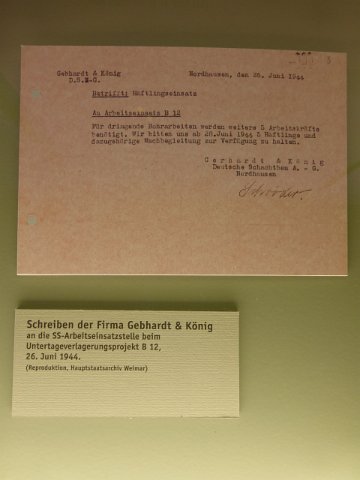 Gebhardt & König
D.S.M.G.
Nordhausen, den 26. Juni 1944
Betrifft: Häftlingseinsatz
An Arbeitseinsatz B 12
Für dringende Bohrarbeiten werden weitere 5 Arbeitskräfte
benötigt. Wir bitten uns ab 28.Juni 1944 5 Häftlinge und
dazugehörige Wachbegleitung zur Verfügung zu halten.
Gerhardt & König
Deutsche Schachtbau A. - G.
Nordhausen
Schreiben der Firma Gebhardt & König
an die SS-Arbeitseinsatzstelle beim
Untertageverlagerungsprojekt B 12,
26. Juni 1944.
(Reproduktion, Hauptstaatsarchiv Weimar)